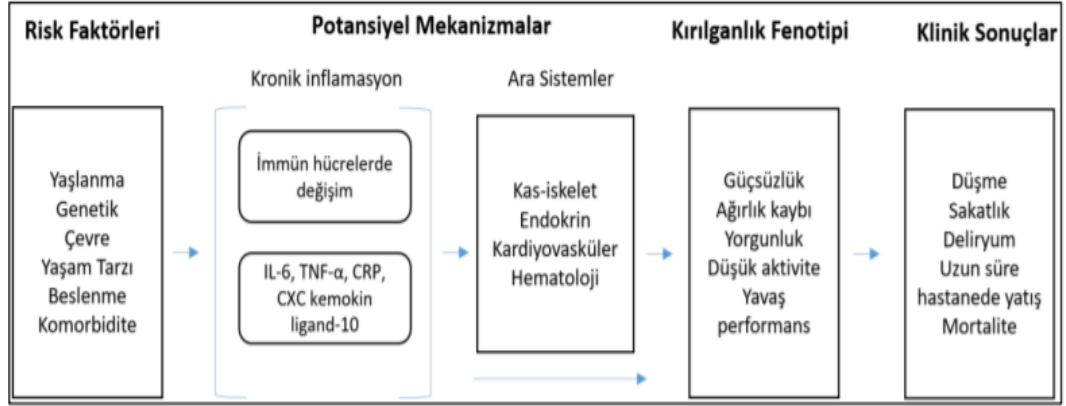 Risk Faktörleri
Potansiyel Mekanizmalar
Kırılganlık Fenotipi
Klinik Sonuçlar
Kronik inflamasyon
Ara Sistemler
Yaşlanma
Genetik
Çevre
Yaşam Tarzı
Beslenme
Komorbidite
İmmün hücrelerde
değişim
IL-6, TNF-α, CRP,
CXC kemokin
ligand-10
Kas-iskelet
Endokrin
Kardiyovasküler
Hematoloji
Güçsüzlük
Ağırlık kaybı
Yorgunluk
Düşük aktivite
Yavaş
performans
Düşme
Sakatlık
Deliryum
Uzun süre
hastanede yatış
Mortalite